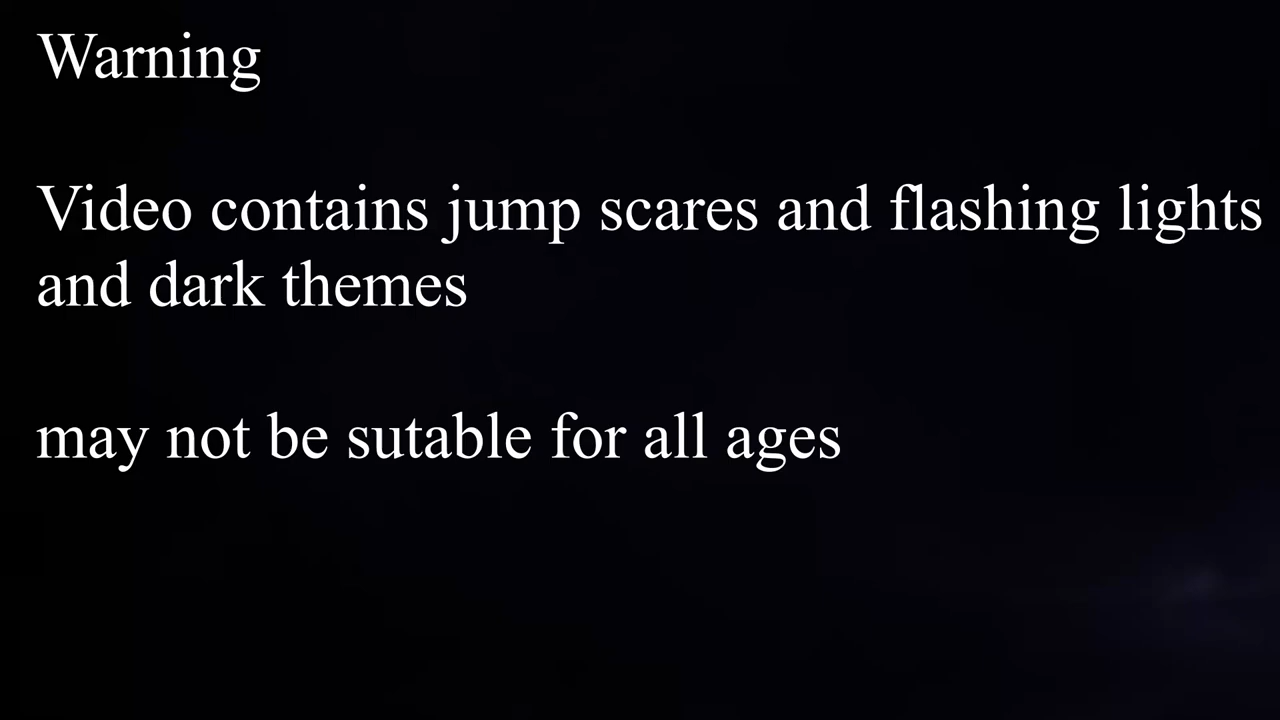 Warning
Video contains jump scares and flashing lights
and dark themes
may not be sutable for all ages